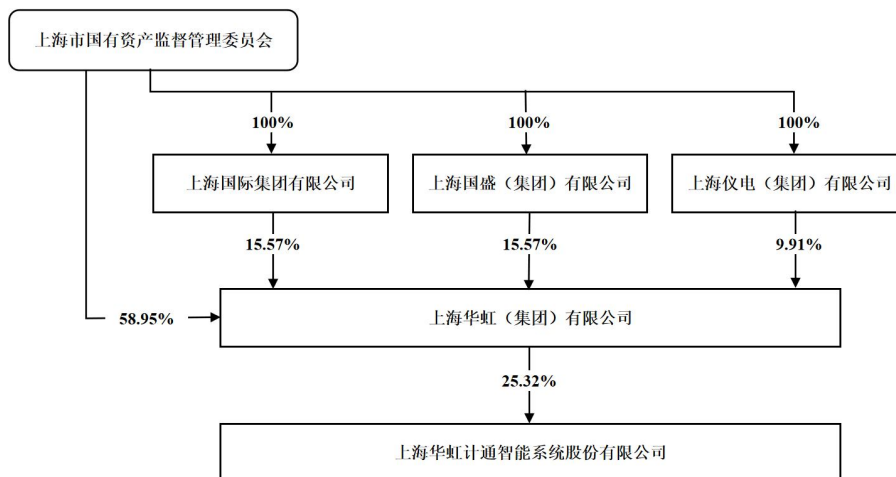 上海市国有资产监督管理委员会
100%
100%
100%
上海国际集团有限公司
上海国盛（集团）有限公司
上海仪电（集团）有限公司
15.57%
15.57%
9.91%
58.95%
上海华虹（集团）有限公司
25.32%
上海华虹计通智能系统股份有限公司